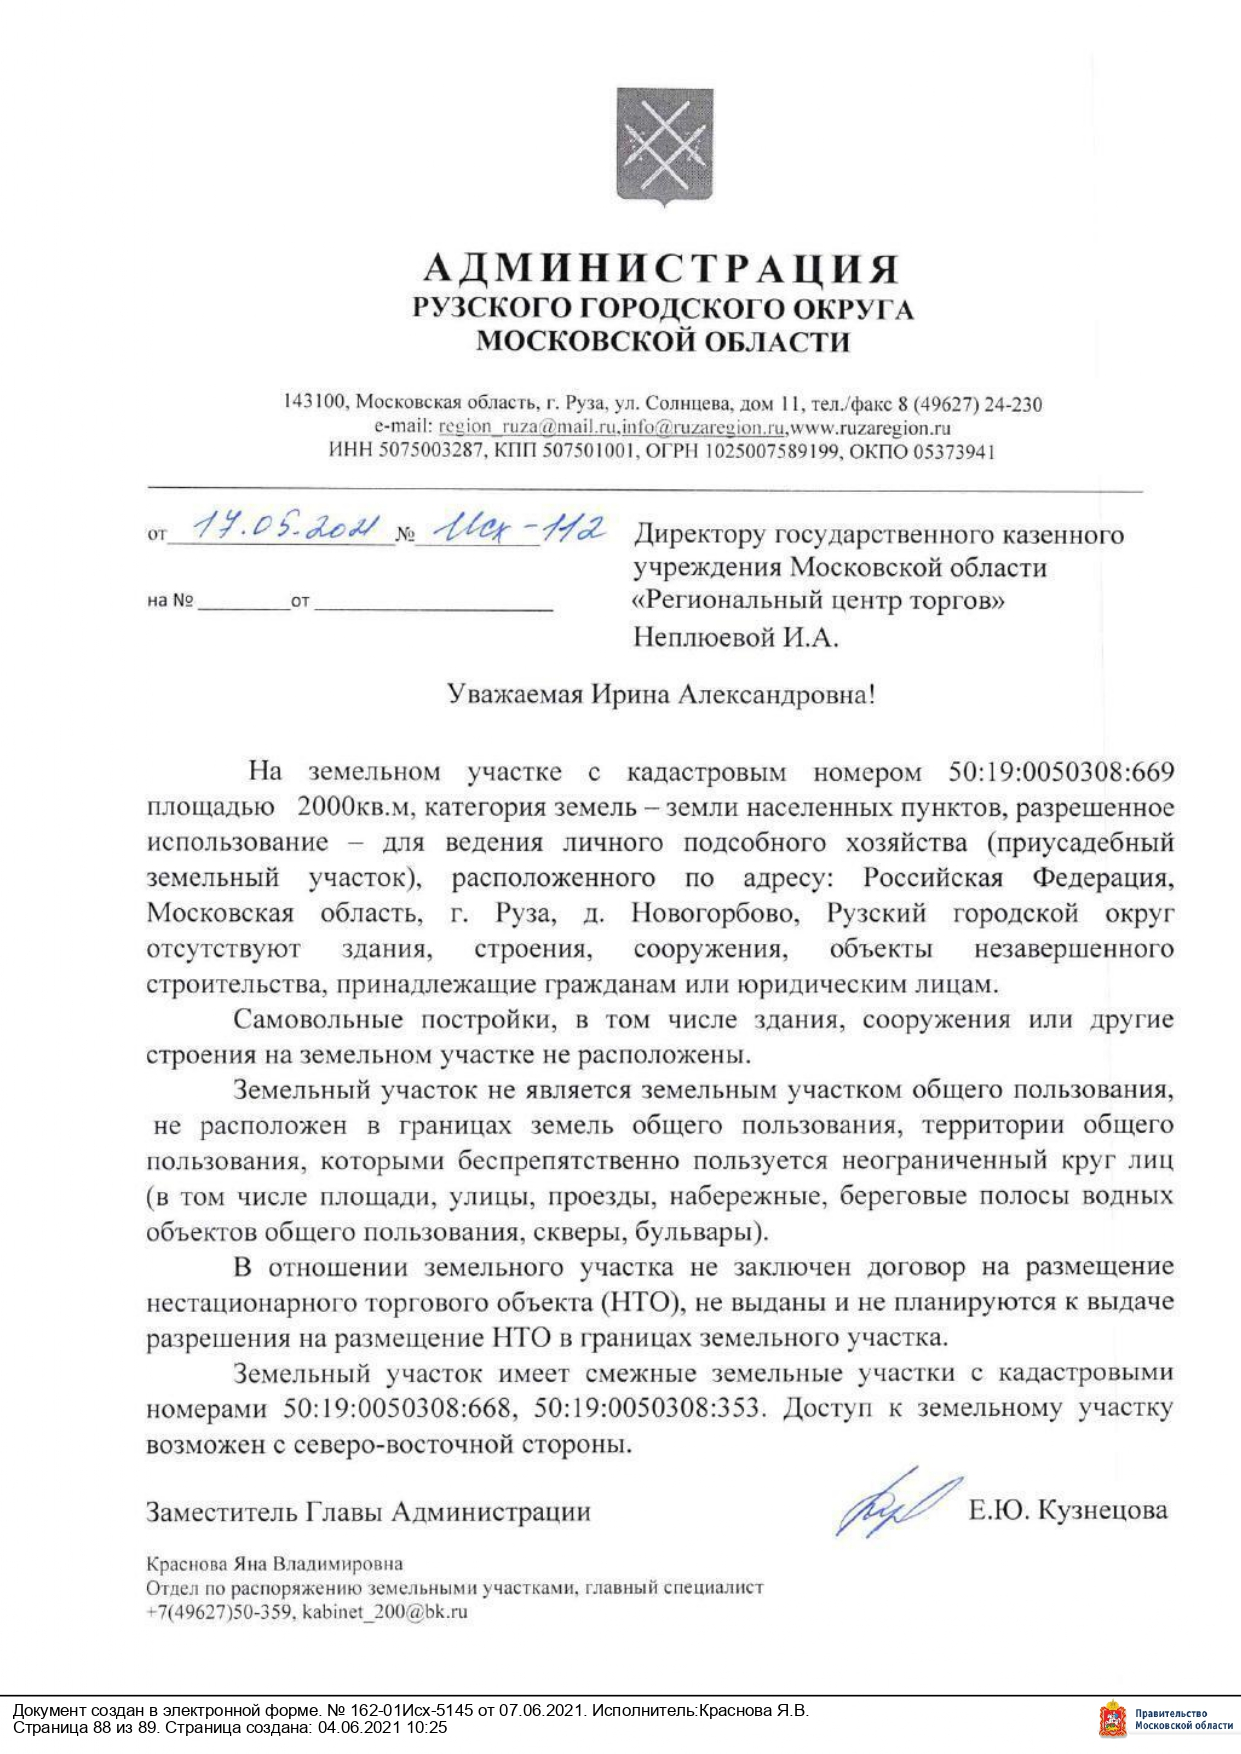 АДМИНИСТРАЦИЯ
РУЗСКОГО ГОРОДСКОГО ОКРУГА
МОСКОВСКОЙ ОБЛАСТИ
143100, Московская область, г. Руза, ул. Солнцева, дом 11, тел./факс 8 (49627) 24-230
e-mail: region_ruza@mail.ru,info@ruzaregion.ru,www.ruzaregion.ru
ИНН 5075003287, КПП 507501001, ОГРН 1025007589199, ОКПО 05373941
от 17.05.2021 № Исх-112
на № от
Директору государственного казенного
учреждения Московской области
«Региональный центр торгов»
Неплюевой И.А.
Уважаемая Ирина Александровна!
На земельном участке с кадастровым номером 50:19:0050308:669
площадью 2000кв.м, категория земель – земли населенных пунктов, разрешенное
использование – для ведения личного подсобного хозяйства (приусадебный
земельный участок), расположенного по адресу: Российская Федерация,
Московская область, г. Руза, д. Новогорбово, Рузский городской округ
отсутствуют здания, строения, сооружения, объекты незавершенного
строительства, принадлежащие гражданам или юридическим лицам.
Самовольные постройки, в том числе здания, сооружения или другие
строения на земельном участке не расположены.
Земельный участок не является земельным участком общего пользования,
не расположен в границах земель общего пользования, территории общего
пользования, которыми беспрепятственно пользуется неограниченный круг лиц
(в том числе площади, улицы, проезды, набережные, береговые полосы водных
объектов общего пользования, скверы, бульвары).
В отношении земельного участка не заключен договор на размещение
нестационарного торгового объекта (НТО), не выданы и не планируются к выдаче
разрешения на размещение НТО в границах земельного участка.
Земельный участок имеет смежные земельные участки с кадастровыми
номерами 50:19:0050308:668, 50:19:0050308:353. Доступ к земельному участку
возможен с северо-восточной стороны.
Заместитель Главы Администрации Е.Ю. Кузнецова
Краснова Яна Владимировна
Отдел по распоряжению земельными участками, главный специалист
+7(49627)50-359, kabinet_200@bk.ru
Документ создан в электронной форме. № 162-01Исх-5145 от 07.06.2021. Исполнитель:Краснова Я.В.
Страница 88 из 89. Страница создана: 04.06.2021 10:25
Правительство
Московской области